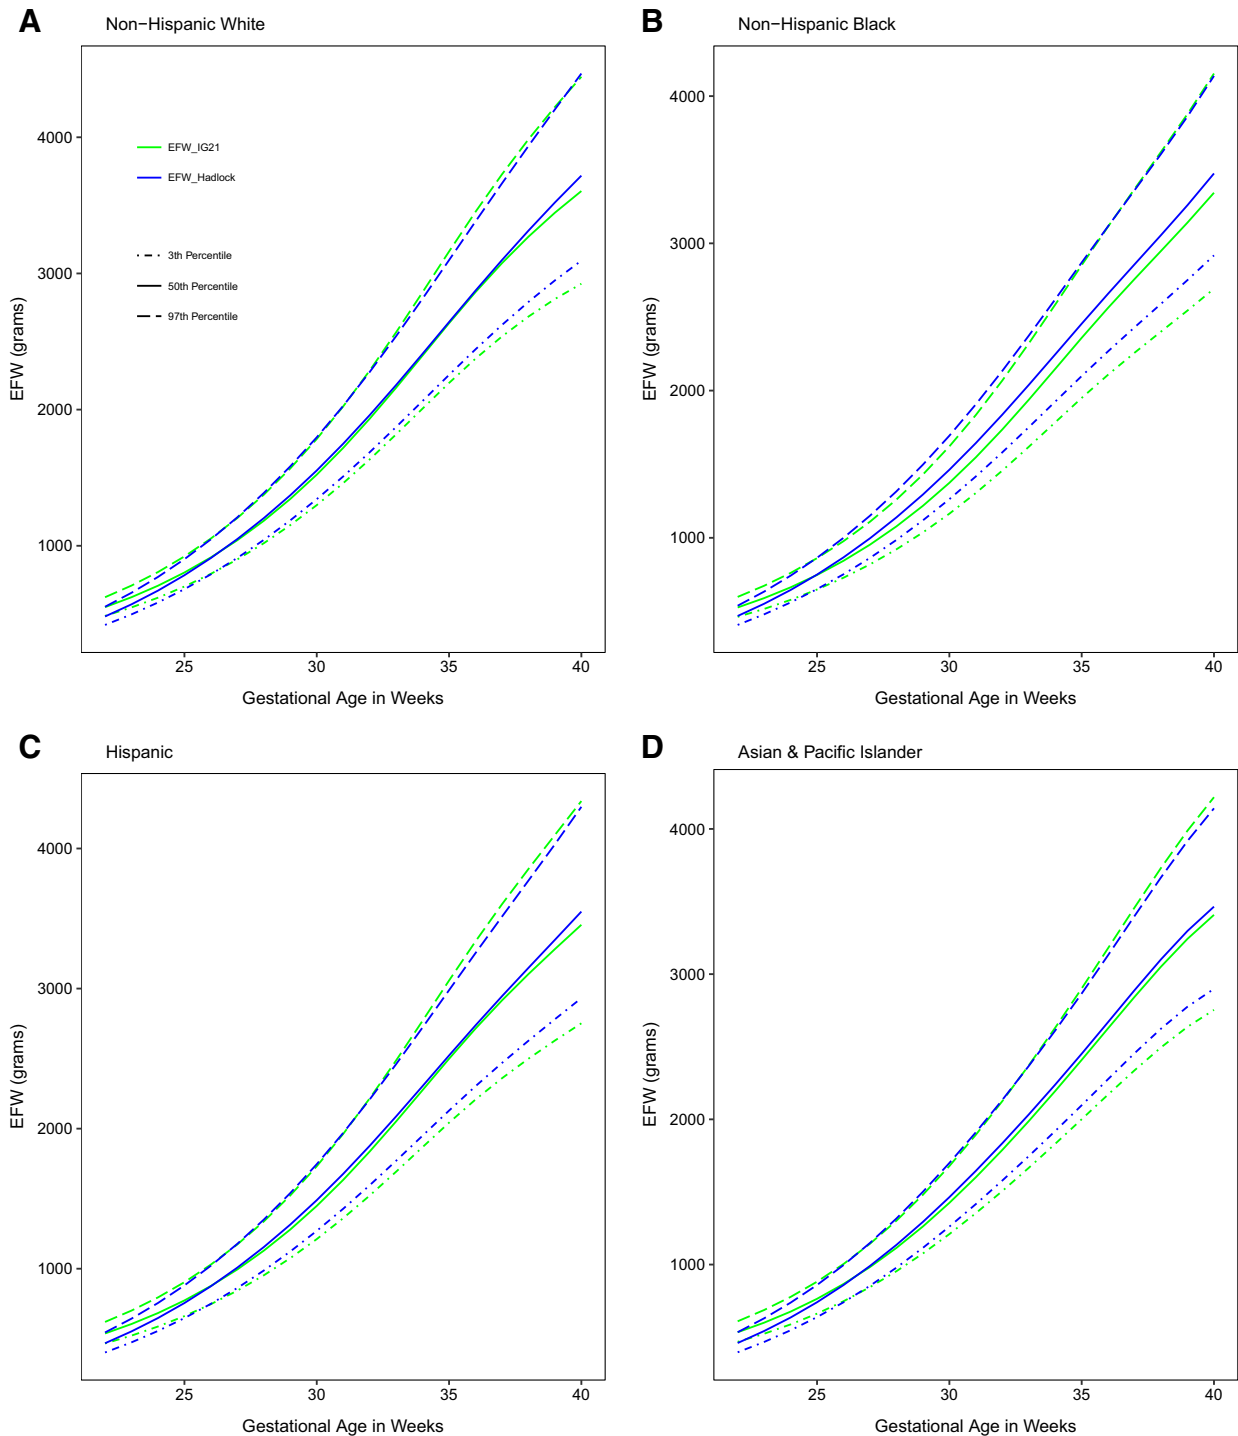 A Non−Hispanic White
EFW (grams)
4000
3000
2000
1000
EFW_IG21
EFW_Hadlock
3th Percentile
50th Percentile
97th Percentile
25 30 35 40
Gestational Age in Weeks
B Non−Hispanic Black
EFW (grams)
4000
3000
2000
1000
25 30 35 40
Gestational Age in Weeks
C Hispanic
EFW (grams)
4000
3000
2000
1000
25 30 35 40
Gestational Age in Weeks
D Asian & Pacific Islander
EFW (grams)
4000
3000
2000
1000
25 30 35 40
Gestational Age in Weeks